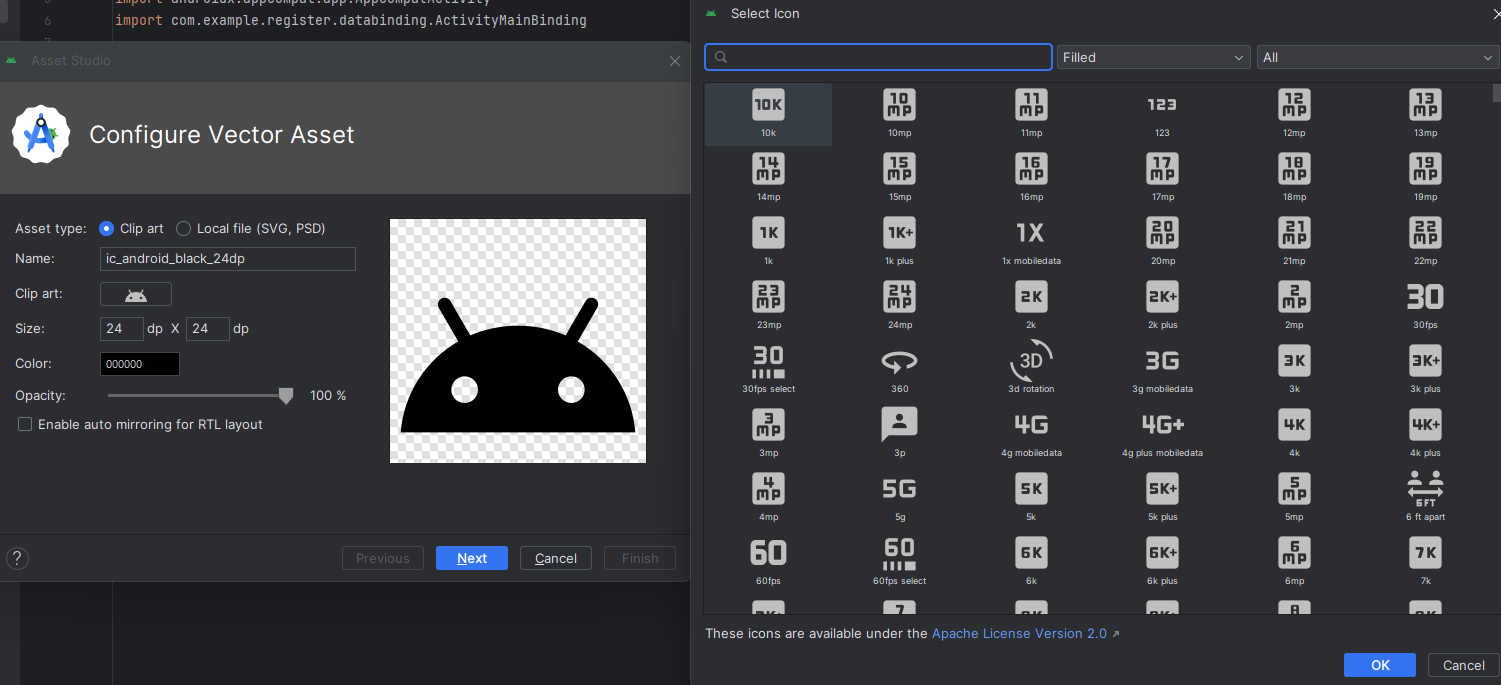 import androidx.appcompat.app.AppCompatActivity
6 import com.example.register.databinding.ActivityMainBinding
Asset Studio
Configure Vector Asset
Asset type: Clip art Local file (SVG, PSD)
Name: ic_android_black_24dp
Clip art:
Size: 24 dp X 24 dp
Color: 000000
Opacity: 100 %
Enable auto mirroring for RTL layout
? Previous Next Cancel Finish
Select Icon
Filled All
10K 10 MP 11 MP 123 12 MP 13 MP
10k 10mp 11mp 123 12mp 13mp
14 MP 15 MP 16 MP 17 MP 18 MP 19 MP
14mp 15mp 16mp 17mp 18mp 19mp
1K 1K+ 1X 20 MP 21 MP 22 MP
1k 1k plus 1x mobiledata 20mp 21mp 22mp
23 MP 24 MP 2K 2K+ 2 MP 30
23mp 24mp 2k 2k plus 2mp 30fps
30 3D 3G 3K 3K+
30fps select 360 3d rotation 3g mobiledata 3k 3k plus
3 MP 4G 4G+ 4K 4K+
3mp 3p 4g mobiledata 4g plus mobiledata 4k 4k plus
4 MP 5G 5K 5K+ 5 MP 6FT
4mp 5g 5k 5k plus 5mp 6 ft apart
60 60 6K 6K+ 6 MP 7K
60fps 60fps select 6k 6k plus 6mp 7k
These icons are available under the Apache License Version 2.0
OK Cancel